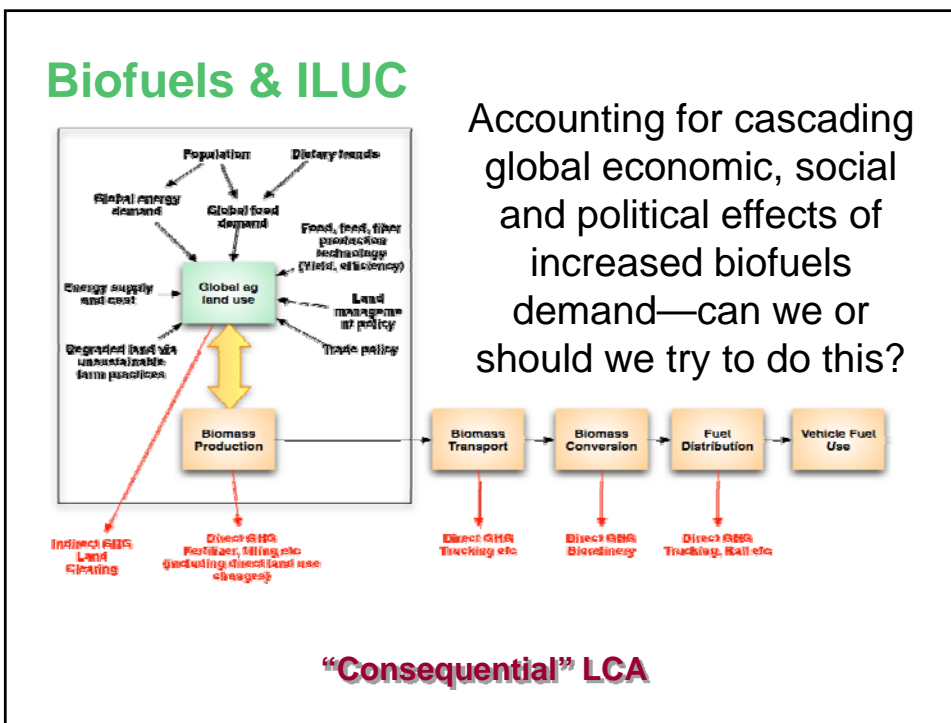 Biofuels & ILUC
Accounting for cascading
global economic, social
and political effects of
increased biofuels
demand—can we or
should we try to do this?
Population
Dietary trends
Global energy
demand
Global food
demand
Food, feed, fiber
production
technology
(Yield, efficiency)
Global ag
land use
Energy supply
and cost
Land
manageme
nt policy
Degraded land via
unsustainable
farm practices
Trade policy
Biomass
Production
Biomass
Transport
Biomass
Conversion
Fuel
Distribution
Vehicle Fuel
Use
Indirect GHG
Land
Clearing
Direct GHG
Fertilizer, tilling etc
(including direct land use
changes)
Direct GHG
Trucking etc
Direct GHG
Biorefinery
Direct GHG
Trucking, Rail etc
“Consequential” LCA